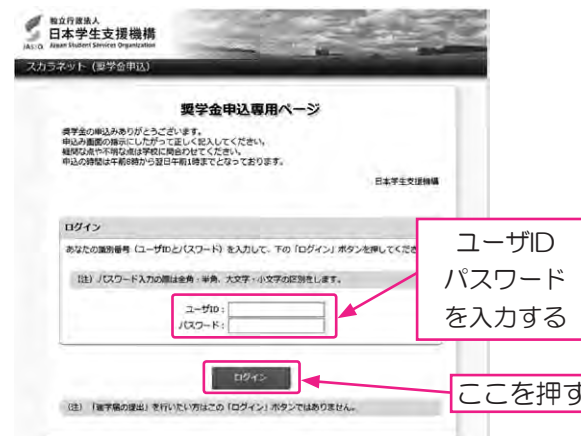 独立行政法人
日本学生支援機構
JASSO Japan Student Services Organization
スカラネット（奨学金申込）
奨学金申込専用ページ
奨学金の申込みありがとうございます。
申込み画面の指示にしたがって正しく記入してください。
疑問な点や不明な点は学校に問合わせてください。
申込の時間は午前8時から翌日午前1時までとなっております。
日本学生支援機構
ログイン
あなたの識別番号（ユーザIDとパスワード）を入力して、下の「ログイン」ボタンを押してくださ
（注）パスワード入力の際は全角・半角、大文字・小文字の区別をします。
ユーザID
パスワード
を入力する
ユーザID：
パスワード：
ログイン
ここを押す
（注）「進学届の提出」を行いたい方はこの「ログイン」ボタンではありません。